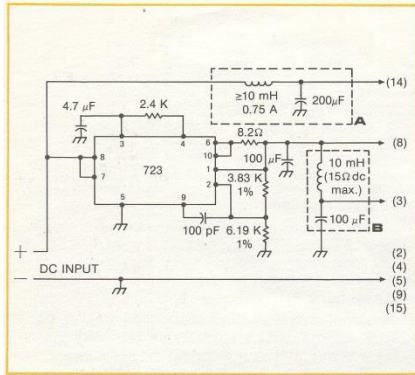 (14)
≥10 mH
0.75 A
200μF
A
4.7 μF
2.4 K
3
4
8.2Ω
(8)
6
10
100 μF
1
8
7
723
2
3.83 K
1%
10 mH
(15Ω dc
max.)
(3)
5
9
100 pF
6.19 K
1%
100 μF
B
+
DC INPUT
−
(2)
(4)
(5)
(9)
(15)